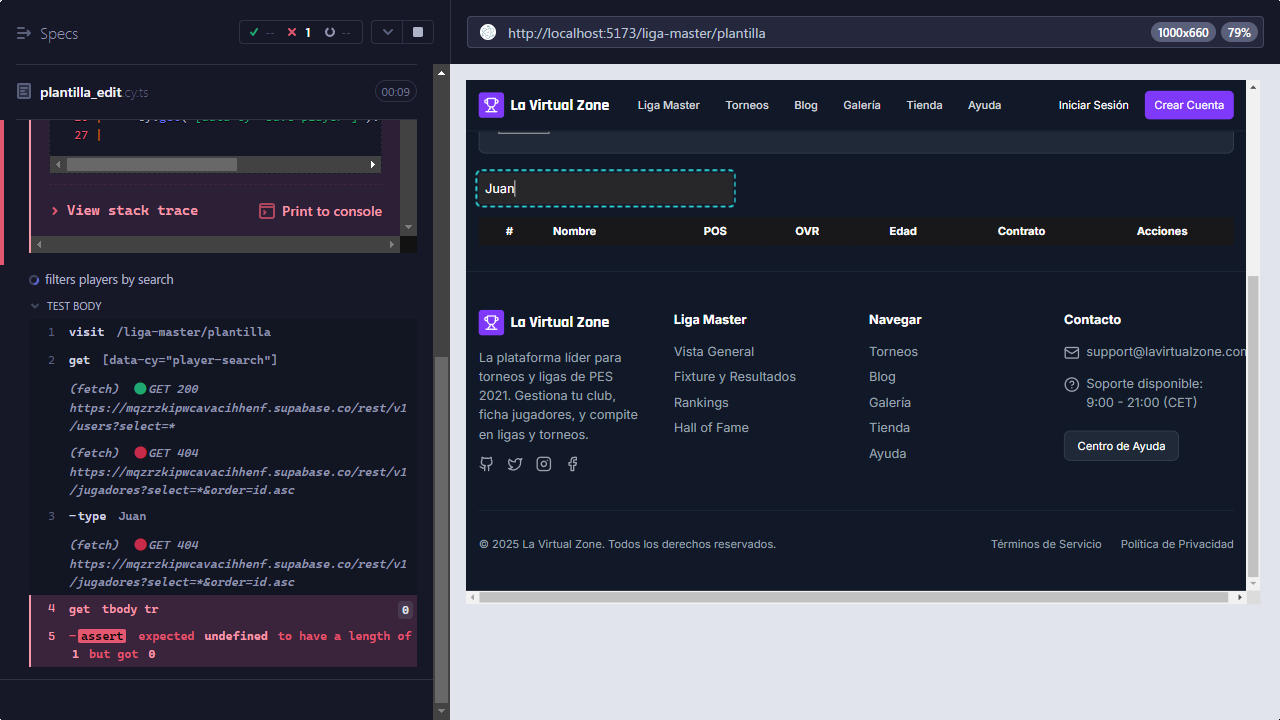 Specs
-- 1 --
plantilla_edit.cy.ts 00:09
27 |
> View stack trace
Print to console
filters players by search
TEST BODY
1 visit /liga-master/plantilla
2 get [data-cy="player-search"]
(fetch) GET 200
https://mqzrzkipwcavacihhenf.supabase.co/rest/v1
/users?select=*
(fetch) GET 404
https://mqzrzkipwcavacihhenf.supabase.co/rest/v1
/jugadores?select=*&order=id.asc
3 -type Juan
(fetch) GET 404
https://mqzrzkipwcavacihhenf.supabase.co/rest/v1
/jugadores?select=*&order=id.asc
4 get tbody tr 0
5 -assert expected undefined to have a length of
1 but got 0
http://localhost:5173/liga-master/plantilla 1000x660 79%
La Virtual Zone Liga Master Torneos Blog Galería Tienda Ayuda Iniciar Sesión Crear Cuenta
Juan
# Nombre POS OVR Edad Contrato Acciones
La Virtual Zone
La plataforma líder para
torneos y ligas de PES
2021. Gestiona tu club,
ficha jugadores, y compite
en ligas y torneos.
Liga Master
Vista General
Fixture y Resultados
Rankings
Hall of Fame
Navegar
Torneos
Blog
Galería
Tienda
Ayuda
Contacto
support@lavirtualzone.com
Soporte disponible:
9:00 - 21:00 (CET)
Centro de Ayuda
© 2025 La Virtual Zone. Todos los derechos reservados.
Términos de Servicio Política de Privacidad